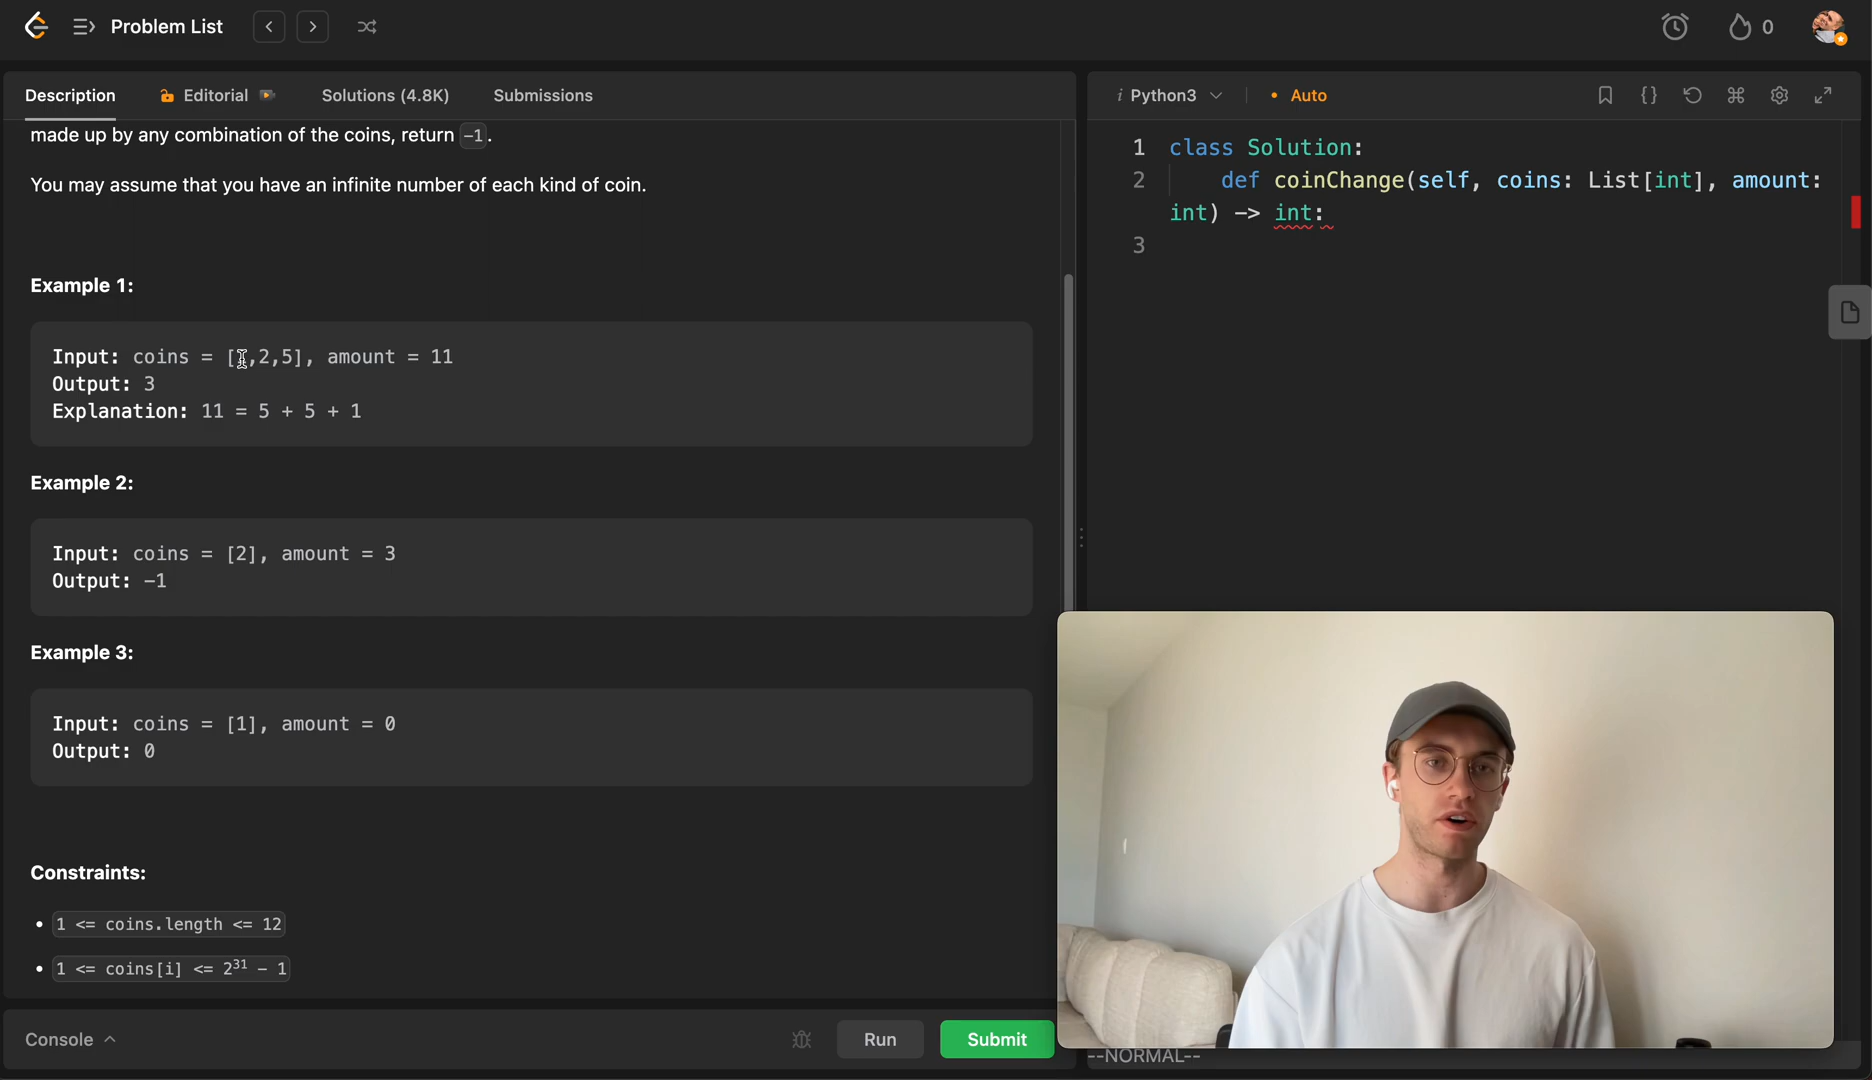 Problem List
0
Description
Editorial
Solutions (4.8K)
Submissions
made up by any combination of the coins, return -1.
You may assume that you have an infinite number of each kind of coin.
Example 1:
Input: coins = [1,2,5], amount = 11
Output: 3
Explanation: 11 = 5 + 5 + 1
Example 2:
Input: coins = [2], amount = 3
Output: -1
Example 3:
Input: coins = [1], amount = 0
Output: 0
Constraints:
• 1 <= coins.length <= 12
• 1 <= coins[i] <= 2^31 - 1
Console
Run
Submit
i Python3
• Auto
1 class Solution:
2 def coinChange(self, coins: List[int], amount:
int) -> int:
3
--NORMAL--